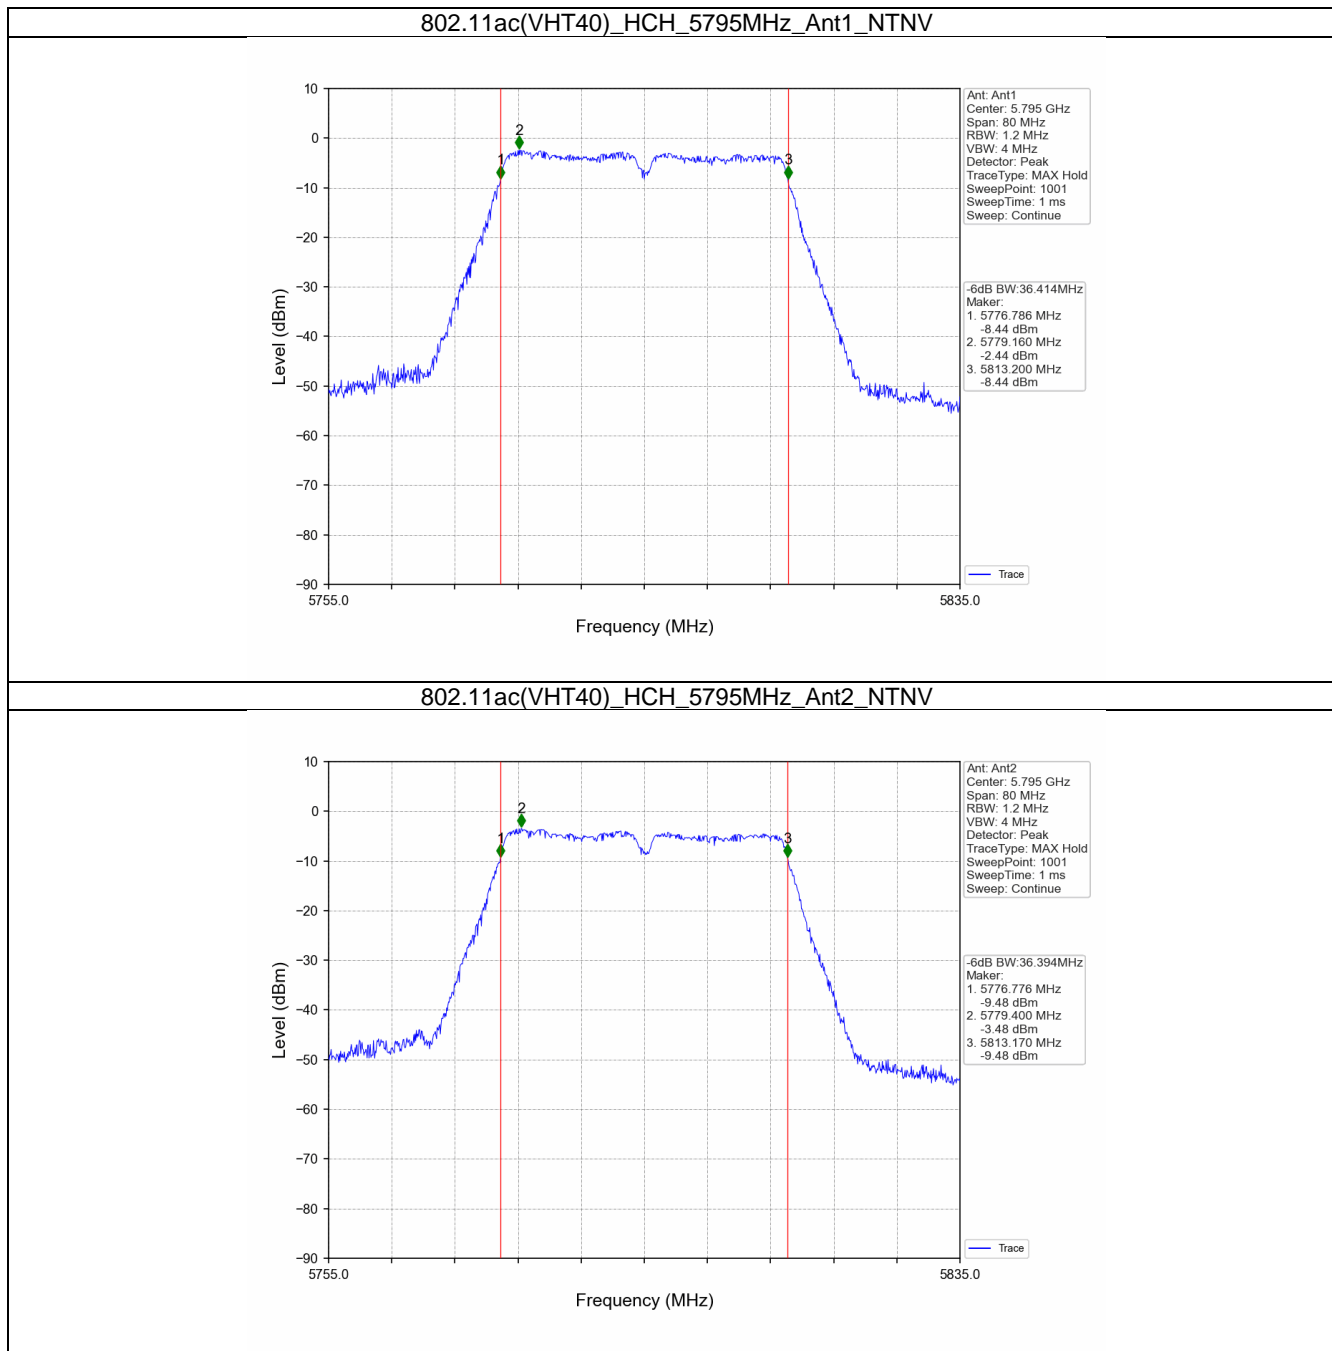 802.11ac(VHT40)_HCH_5795MHz_Ant1_NTNV
10
0
−10
−20
−30
−40
−50
−60
−70
−80
−90
Level (dBm)
1
2
3
5755.0
5835.0
Frequency (MHz)
Ant: Ant1
Center: 5.795 GHz
Span: 80 MHz
RBW: 1.2 MHz
VBW: 4 MHz
Detector: Peak
TraceType: MAX Hold
SweepPoint: 1001
SweepTime: 1 ms
Sweep: Continue
-6dB BW:36.414MHz
Maker:
1. 5776.786 MHz
-8.44 dBm
2. 5779.160 MHz
-2.44 dBm
3. 5813.200 MHz
-8.44 dBm
Trace
802.11ac(VHT40)_HCH_5795MHz_Ant2_NTNV
10
0
−10
−20
−30
−40
−50
−60
−70
−80
−90
Level (dBm)
1
2
3
5755.0
5835.0
Frequency (MHz)
Ant: Ant2
Center: 5.795 GHz
Span: 80 MHz
RBW: 1.2 MHz
VBW: 4 MHz
Detector: Peak
TraceType: MAX Hold
SweepPoint: 1001
SweepTime: 1 ms
Sweep: Continue
-6dB BW:36.394MHz
Maker:
1. 5776.776 MHz
-9.48 dBm
2. 5779.400 MHz
-3.48 dBm
3. 5813.170 MHz
-9.48 dBm
Trace